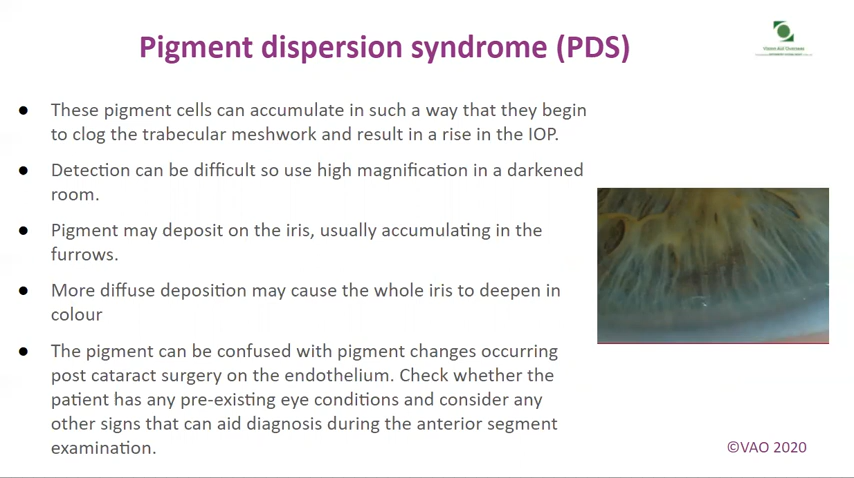 Pigment dispersion syndrome (PDS)
Vision Aid Overseas
● These pigment cells can accumulate in such a way that they begin
to clog the trabecular meshwork and result in a rise in the IOP.
● Detection can be difficult so use high magnification in a darkened
room.
● Pigment may deposit on the iris, usually accumulating in the
furrows.
● More diffuse deposition may cause the whole iris to deepen in
colour
● The pigment can be confused with pigment changes occurring
post cataract surgery on the endothelium. Check whether the
patient has any pre-existing eye conditions and consider any
other signs that can aid diagnosis during the anterior segment
examination.
©VAO 2020